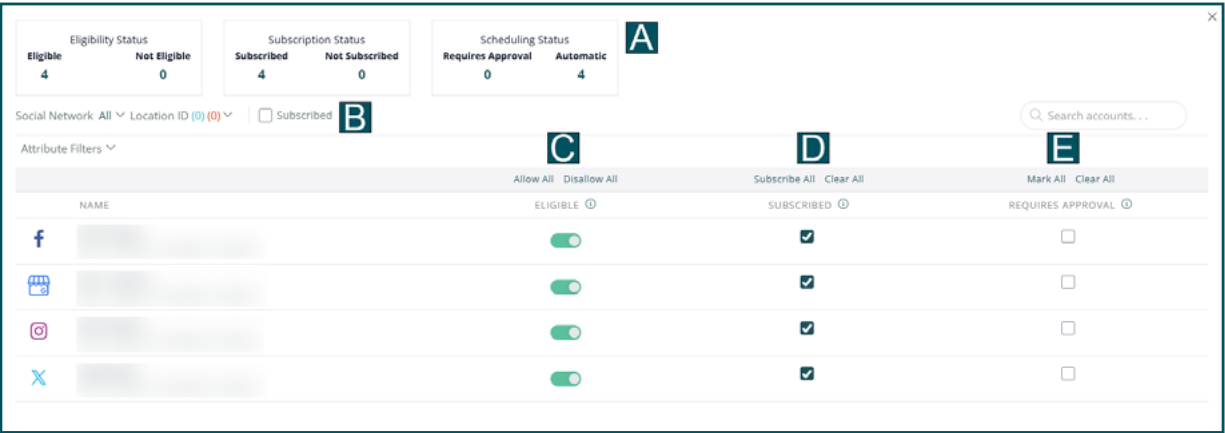 Eligibility Status
Eligible Not Eligible
4 0
Subscription Status
Subscribed Not Subscribed
4 0
Scheduling Status
Requires Approval Automatic
0 4
A
Social Network All Location ID (0) (0) Subscribed
B
Search accounts. . .
Attribute Filters
C D E
Allow All Disallow All Subscribe All Clear All Mark All Clear All
NAME ELIGIBLE SUBSCRIBED REQUIRES APPROVAL